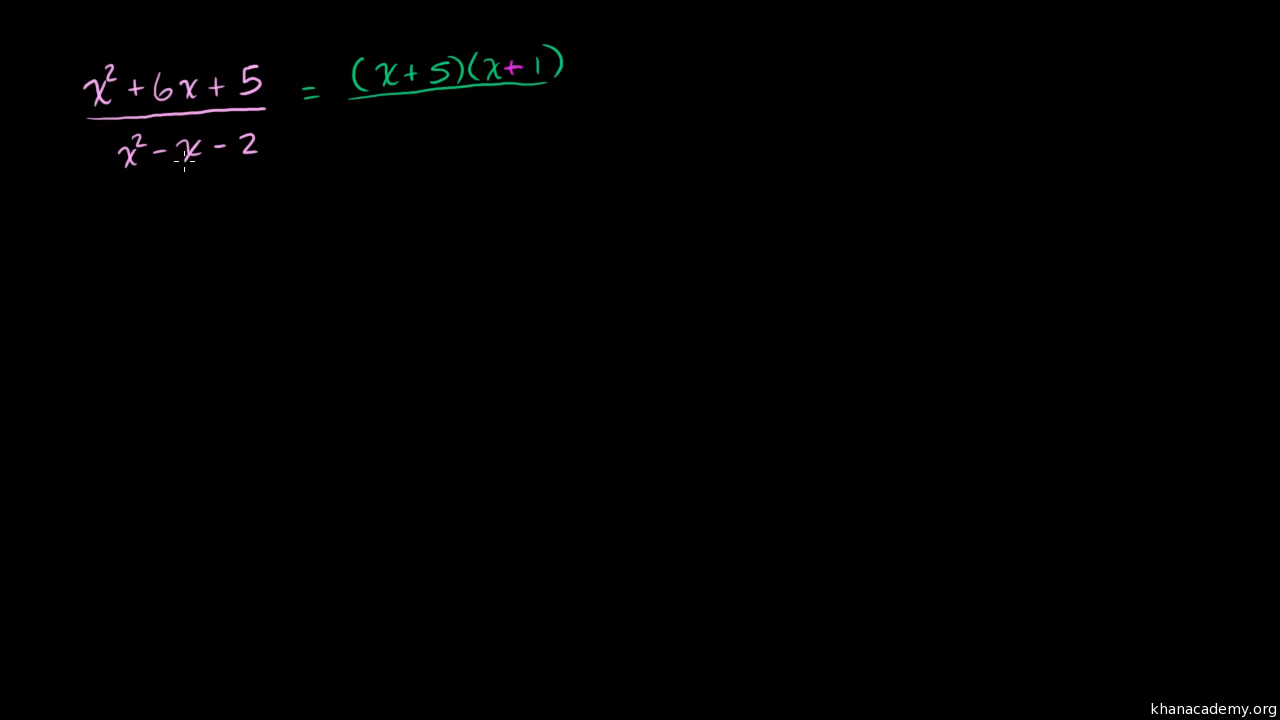 x² + 6x + 5 = (x + 5)(x + 1)
x² - x - 2
khanacademy.org